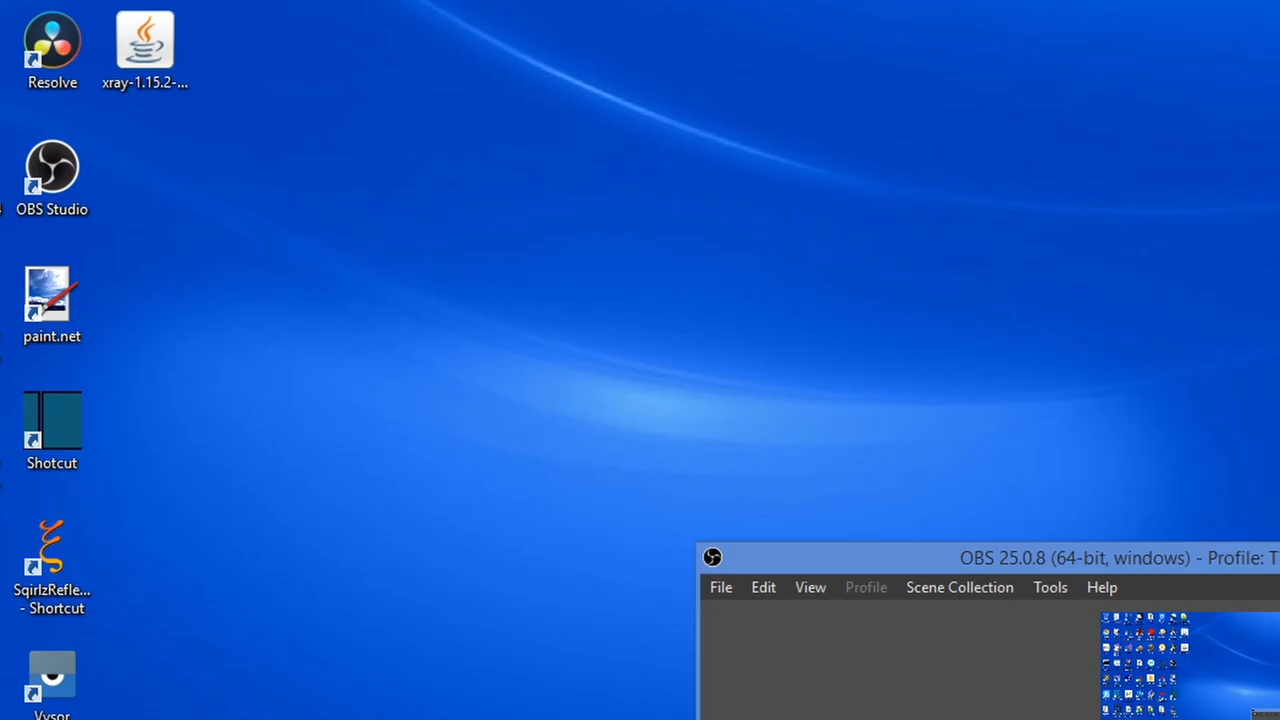 Resolve
xray-1.15.2-...
OBS Studio
paint.net
Shotcut
SqirlzRefle...
- Shortcut
Vysor
OBS 25.0.8 (64-bit, windows) - Profile: T
File Edit View Profile Scene Collection Tools Help